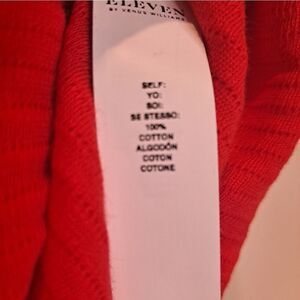 ELEVEN
BY VENUS WILLIAMS
SELF:
YO:
SOI:
SE STESSO:
100%
COTTON
ALGODÓN
COTON
COTONE